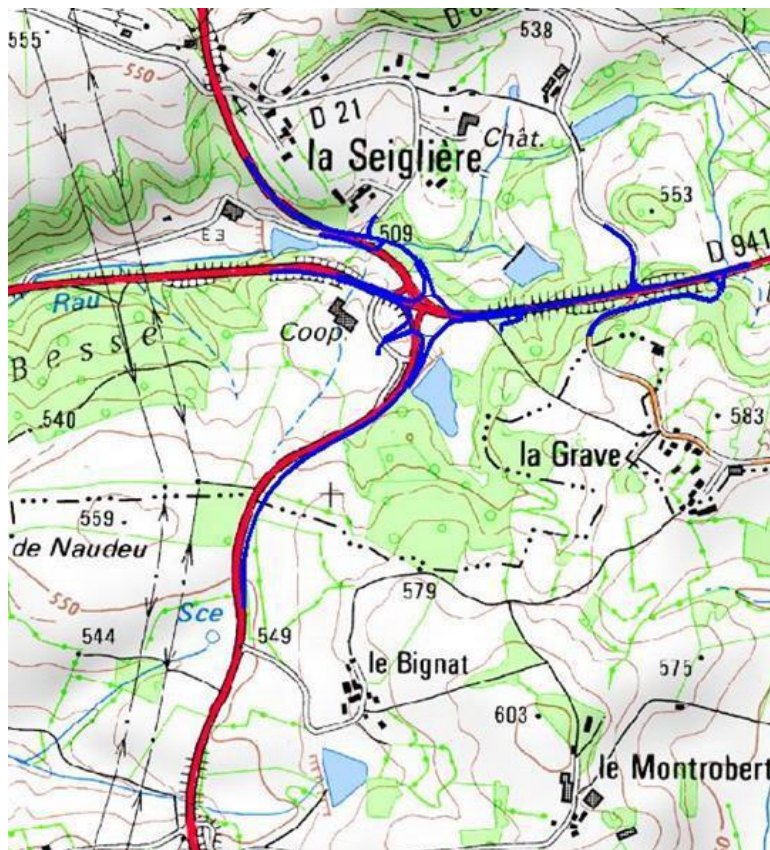 555
550
538
D 21
la Seiglière
Chât.
553
509
D 941
Rau
Coop.
Besse
540
583
la Grave
559
de Naudeu
550
579
Sce
549
544
le Bignat
575
603
le Montrobert
550